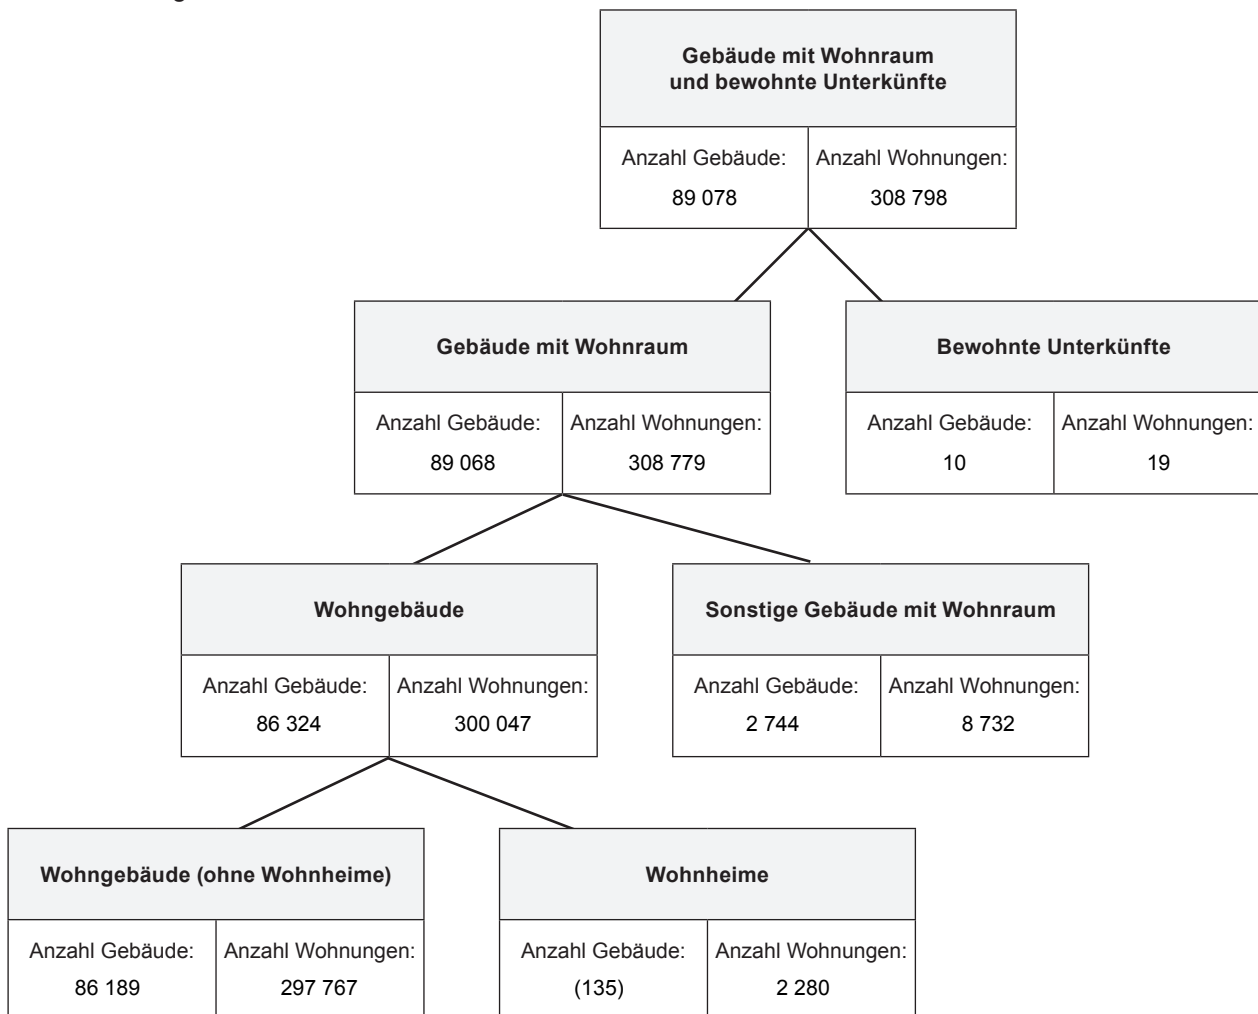 Gebäude mit Wohnraum
und bewohnte Unterkünfte
Anzahl Gebäude:
89 078
Anzahl Wohnungen:
308 798
Gebäude mit Wohnraum
Anzahl Gebäude:
89 068
Anzahl Wohnungen:
308 779
Bewohnte Unterkünfte
Anzahl Gebäude:
10
Anzahl Wohnungen:
19
Wohngebäude
Anzahl Gebäude:
86 324
Anzahl Wohnungen:
300 047
Sonstige Gebäude mit Wohnraum
Anzahl Gebäude:
2 744
Anzahl Wohnungen:
8 732
Wohngebäude (ohne Wohnheime)
Anzahl Gebäude:
86 189
Anzahl Wohnungen:
297 767
Wohnheime
Anzahl Gebäude:
(135)
Anzahl Wohnungen:
2 280